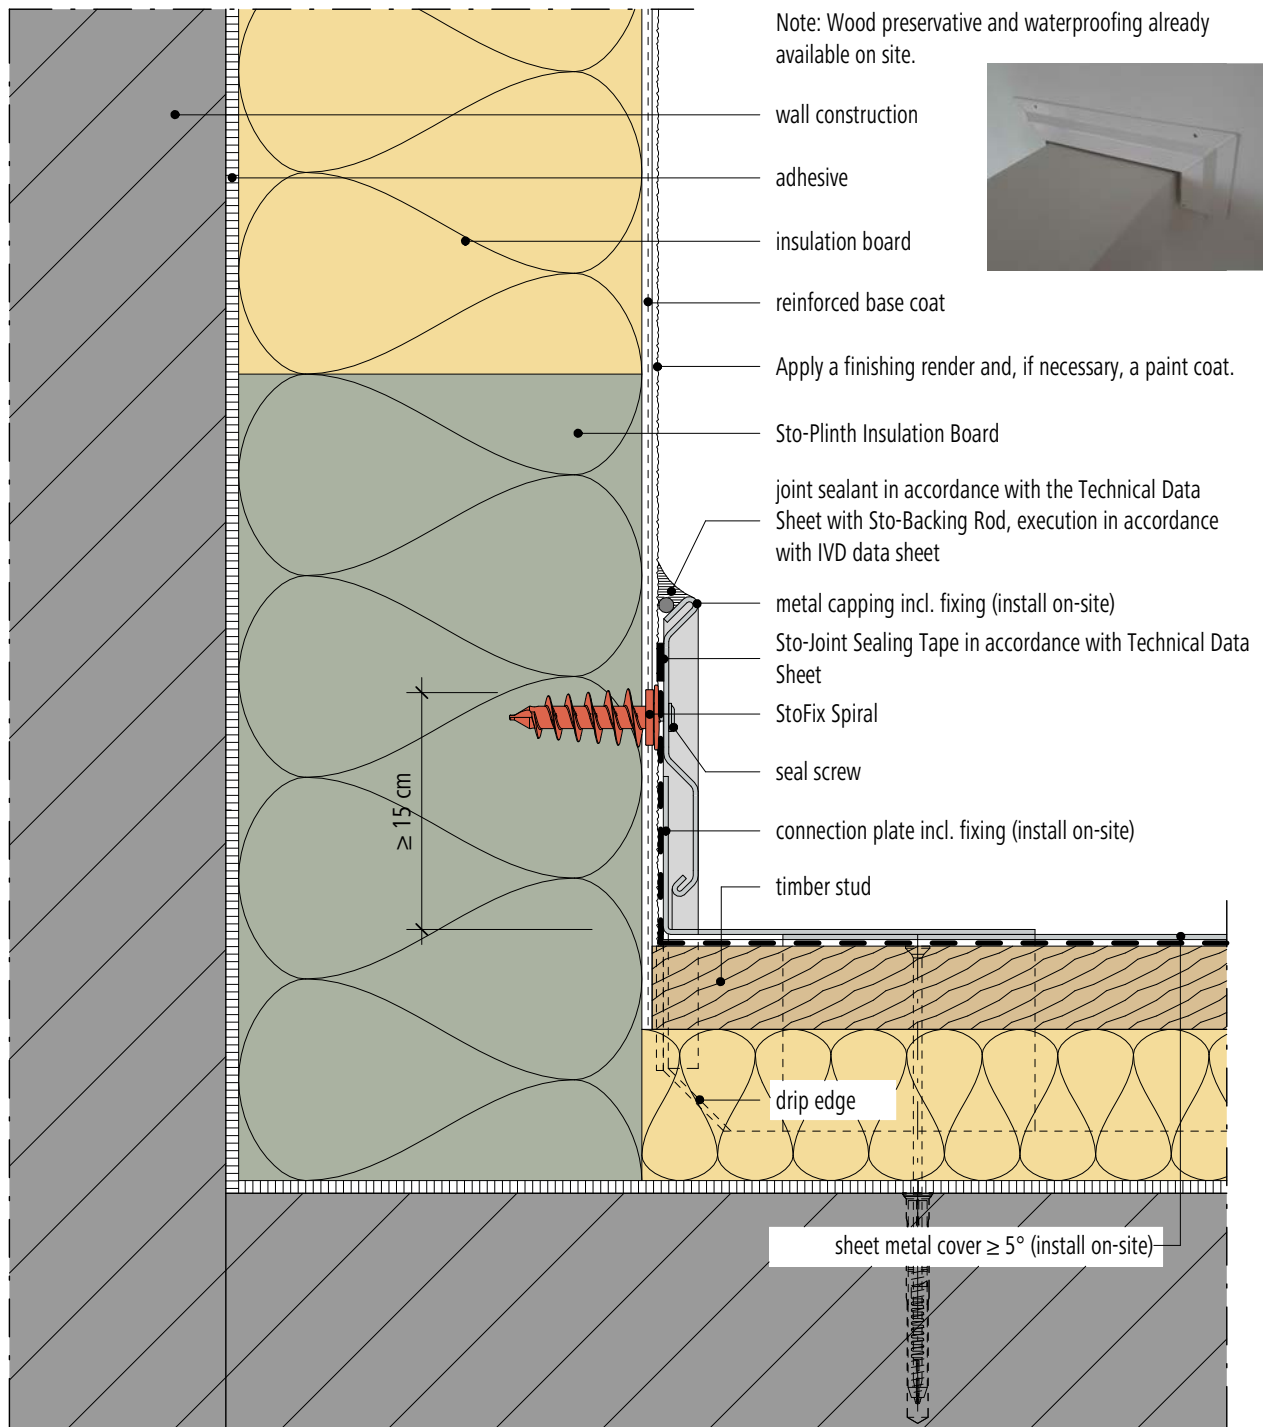 Note: Wood preservative and waterproofing already
available on site.
wall construction
adhesive
insulation board
reinforced base coat
Apply a finishing render and, if necessary, a paint coat.
Sto-Plinth Insulation Board
joint sealant in accordance with the Technical Data
Sheet with Sto-Backing Rod, execution in accordance
with IVD data sheet
metal capping incl. fixing (install on-site)
Sto-Joint Sealing Tape in accordance with Technical Data
Sheet
StoFix Spiral
seal screw
≥ 15 cm
connection plate incl. fixing (install on-site)
timber stud
drip edge
sheet metal cover ≥ 5° (install on-site)